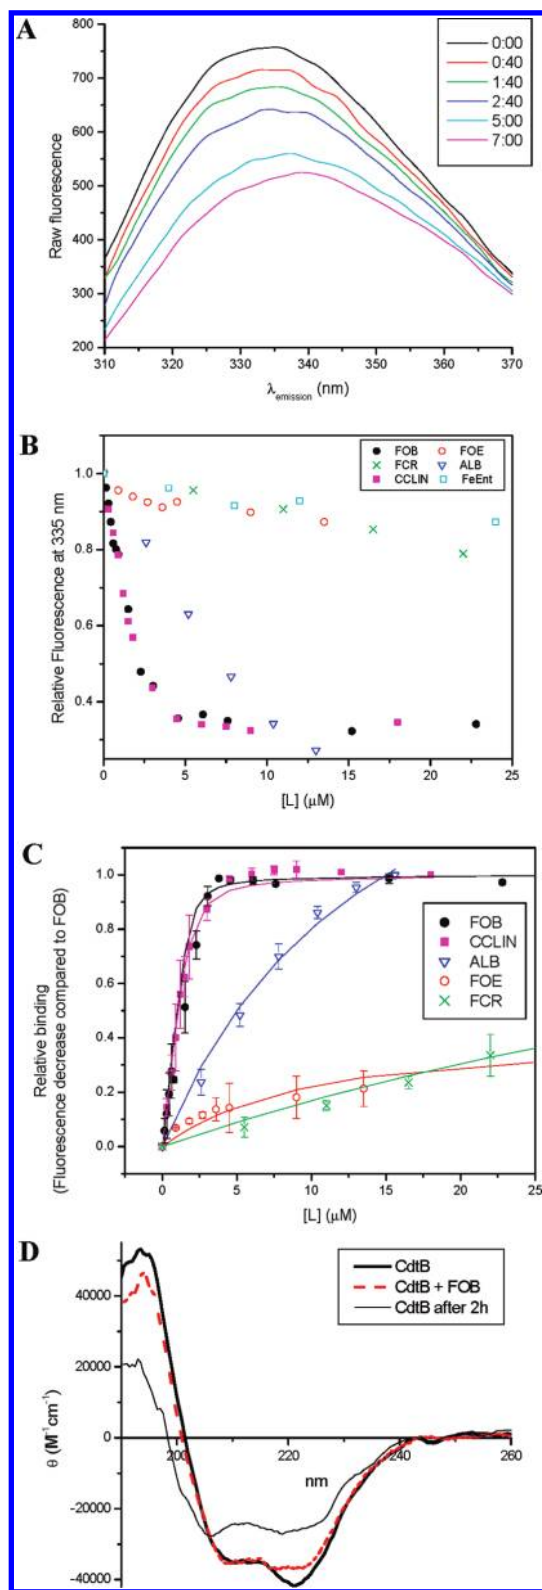 A
800
700
600
500
400
300
200
310 320 330 340 350 360 370
Raw fluorescence
λemission (nm)
0:00
0:40
1:40
2:40
5:00
7:00
B
1.0
0.8
0.6
0.4
0 5 10 15 20 25
Relative Fluorescence at 335 nm
[L] (μM)
FOB FOE
FCR ALB
CCLIN FeEnt
C
1.0
0.8
0.6
0.4
0.2
0.0
0 5 10 15 20 25
Relative binding
(Fluorescence decrease compared to FOB)
[L] (μM)
FOB
CCLIN
ALB
FOE
FCR
D
40000
20000
0
-20000
-40000
200 220 240 260
nm
θ (M⁻¹cm⁻¹)
CdtB
CdtB + FOB
CdtB after 2h